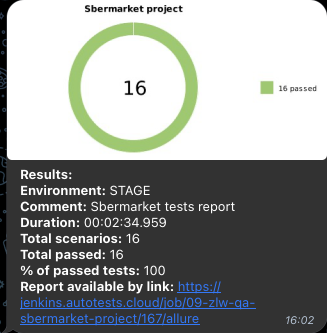 Sbermarket project
16
16 passed
Results:
Environment: STAGE
Comment: Sbermarket tests report
Duration: 00:02:34.959
Total scenarios: 16
Total passed: 16
% of passed tests: 100
Report available by link: https://
jenkins.autotests.cloud/job/09-zlw-qa-
sbermarket-project/167/allure
16:02